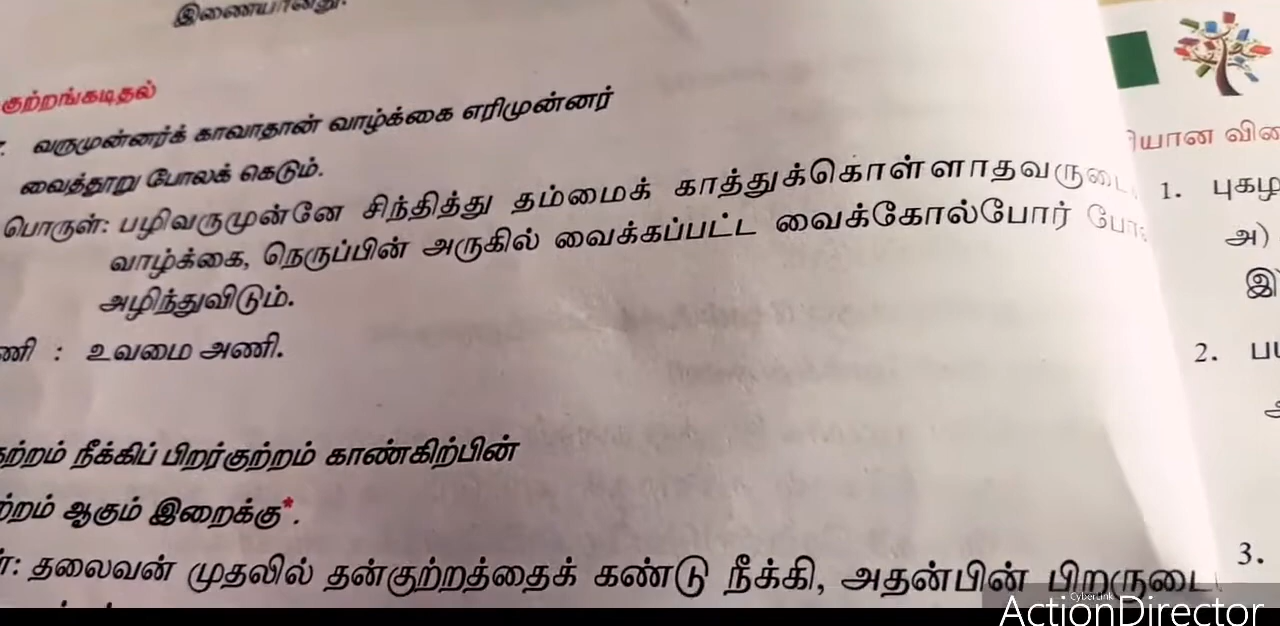 இணையானது.
குற்றங்கடிதல்
வருமுன்னர்க் காவாதான் வாழ்க்கை எரிமுன்னர்
வைத்தூறு போலக் கெடும்.
பொருள்: பழிவருமுன்னே சிந்தித்து தம்மைக் காத்துக்கொள்ளாதவருடை
வாழ்க்கை, நெருப்பின் அருகில் வைக்கப்பட்ட வைக்கோல்போர் போல
அழிந்துவிடும்.
ணி : உவமை அணி.
குற்றம் நீக்கிப் பிறர்குற்றம் காண்கிற்பின்
ற்றம் ஆகும் இறைக்கு*.
ள்: தலைவன் முதலில் தன்குற்றத்தைக் கண்டு நீக்கி, அதன்பின் பிறருடை
ரியான வின
1. புகழ
அ)
இ
2. ப
3.
CyberLink
ActionDirector